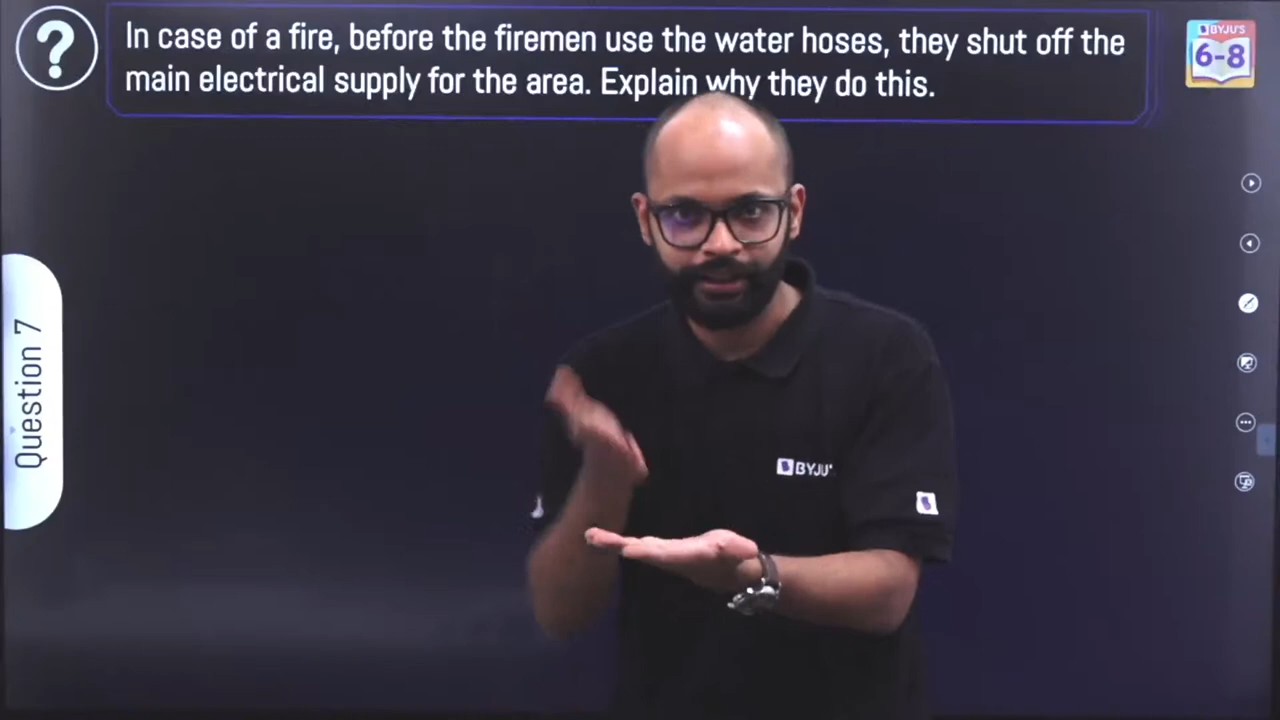 ?
In case of a fire, before the firemen use the water hoses, they shut off the
main electrical supply for the area. Explain why they do this.
BYJU'S
6-8
Question 7
BYJU'